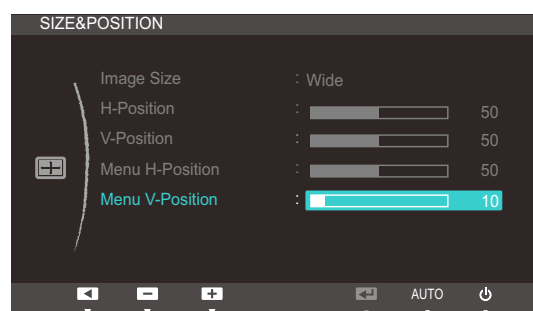 SIZE&POSITION
Image Size : Wide
H-Position : 50
V-Position : 50
Menu H-Position : 50
Menu V-Position : 10
AUTO